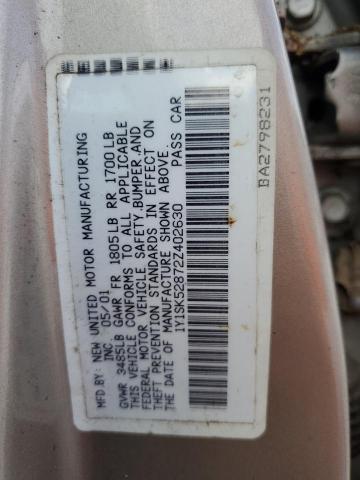 MFD.BY: NEW UNITED MOTOR MANUFACTURING
INC. 05/01
GVWR 3485LB GAWR FR 1805LB RR 1700LB
THIS VEHICLE CONFORMS TO ALL APPLICABLE
FEDERAL MOTOR VEHICLE SAFETY,BUMPER,AND
THEFT PREVENTION STANDARDS IN EFFECT ON
THE DATE OF MANUFACTURE SHOWN ABOVE.
1Y1SK52872Z402630 PASS CAR
BA2798231